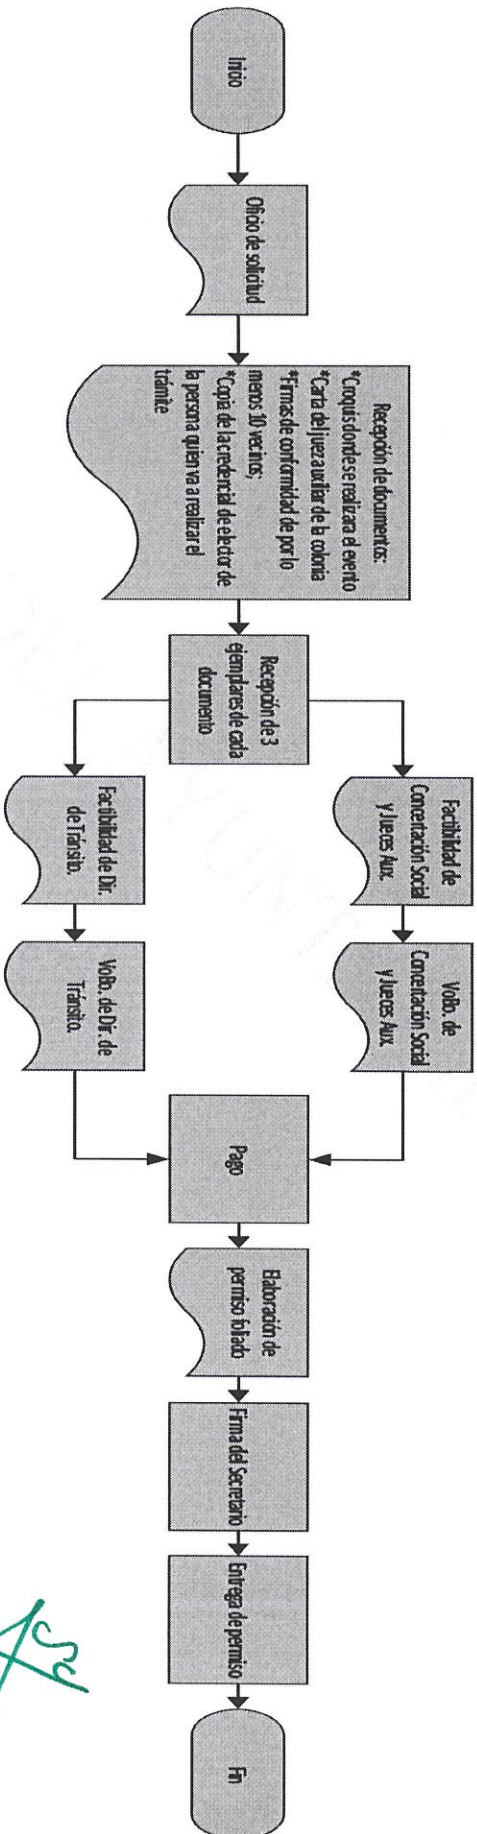 Inicio
Oficio de solicitud
Recepción de documentos:
*Croquis donde se realizara el evento
*Carta del juez auxiliar de la colonia
*Firmas de conformidad de por lo
menos 10 vecinos;
*Copia de la credencial de elector de
la persona quien va a realizar el
trámite
Recepción de 3
ejemplares de cada
documento
Factibilidad de
Concertación Social
y Jueces Aux.
VoBo. de
Concertación Social
y Jueces Aux.
Factibilidad de Dir.
de Tránsito.
VoBo. de Dir. de
Tránsito.
Pago
Elaboración de
permiso foliado
Firma del Secretario
Entrega de permiso
Fin